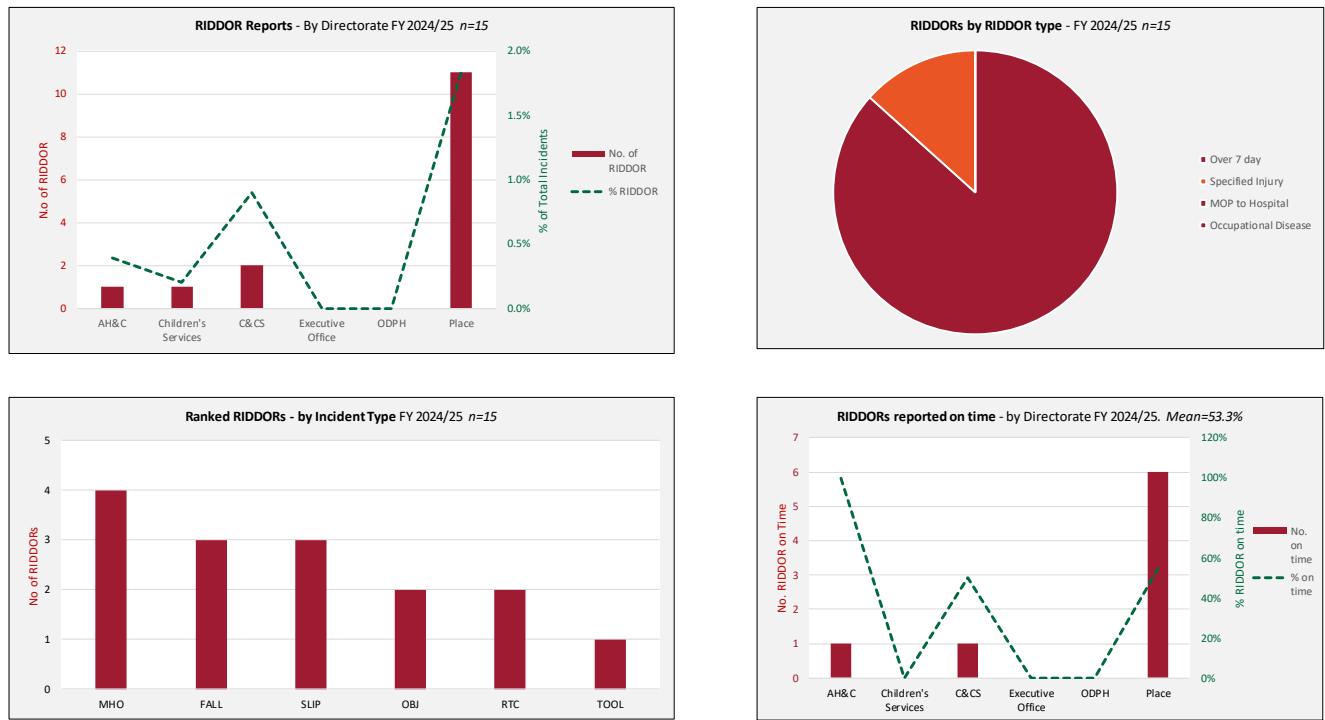 RIDDOR Reports - By Directorate FY 2024/25 n=15
12
10
8
6
4
2
0
N.o of RIDDOR
2.0%
1.5%
1.0%
0.5%
0.0%
% of Total Incidents
AH&C
Children's
Services
C&CS
Executive
Office
ODPH
Place
No. of
RIDDOR
% RIDDOR
RIDDORs by RIDDOR type - FY 2024/25 n=15
Over 7 day
Specified Injury
MOP to Hospital
Occupational Disease
Ranked RIDDORs - by Incident Type FY 2024/25 n=15
5
4
3
2
1
0
No of RIDDORs
MHO
FALL
SLIP
OBJ
RTC
TOOL
RIDDORs reported on time - by Directorate FY 2024/25. Mean=53.3%
7
6
5
4
3
2
1
0
No. RIDDOR on Time
120%
100%
80%
60%
40%
20%
0%
% RIDDOR on time
AH&C
Children's
Services
C&CS
Executive
Office
ODPH
Place
No.
on
time
% on
time